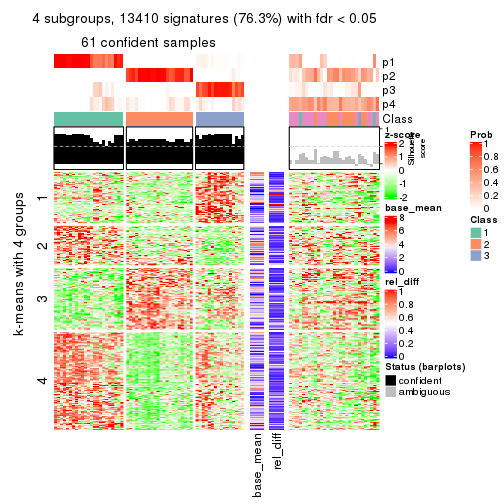 4 subgroups, 13410 signatures (76.3%) with fdr < 0.05
61 confident samples
p1
p2
p3
p4
Class
1
Silhouette
score
k-means with 4 groups
1
2
3
4
base_mean
rel_diff
z-score
2
1
0
-1
-2
base_mean
8
6
4
2
0
rel_diff
1
0.8
0.6
0.4
0.2
0
Status (barplots)
confident
ambiguous
Prob
1
0.8
0.6
0.4
0.2
0
Class
1
2
3